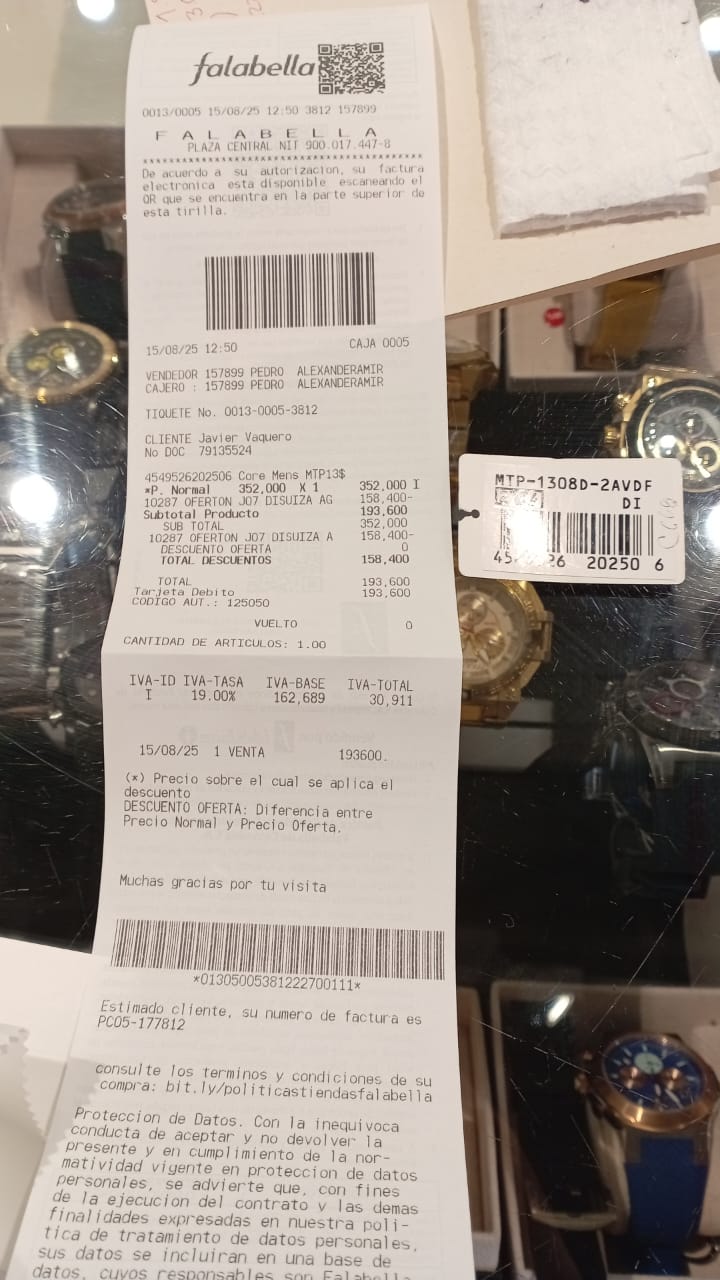 falabella
0013/0005 15/08/25 12:50 3812 157899
F A L A B E L L A
PLAZA CENTRAL NIT 900.017.447-8
De acuerdo a su autorizacion, su factura
electronica esta disponible escaneando el
QR que se encuentra en la parte superior de
esta tirilla.
15/08/25 12:50 CAJA 0005
VENDEDOR 157899 PEDRO ALEXANDERAMIR
CAJERO : 157899 PEDRO ALEXANDERAMIR
TIQUETE No. 0013-0005-3812
CLIENTE Javier Vaquero
No DOC 79135524
4549526202506 Core Mens MTP13$ 352,000 I
*P. Normal 352,000 X 1
10287 OFERTON J07 DISUIZA AG 158,400-
Subtotal Producto 193,600
SUB TOTAL 352,000
10287 OFERTON J07 DISUIZA A 158,400-
DESCUENTO OFERTA 0
TOTAL DESCUENTOS 158,400
TOTAL 193,600
Tarjeta Debito 193,600
CODIGO AUT.: 125050
VUELTO 0
CANTIDAD DE ARTICULOS: 1.00
IVA-ID IVA-TASA IVA-BASE IVA-TOTAL
I 19.00% 162,689 30,911
15/08/25 1 VENTA 193600.
(*) Precio sobre el cual se aplica el
descuento
DESCUENTO OFERTA: Diferencia entre
Precio Normal y Precio Oferta.
Muchas gracias por tu visita
*01305005381222700111*
Estimado cliente, su numero de factura es
PC05-177812
consulte los terminos y condiciones de su
compra: bit.ly/politicastiendasfalabella
Proteccion de Datos. Con la inequivoca
conducta de aceptar y no devolver la
presente y en cumplimiento de la nor-
matividad vigente en proteccion de datos
personales, se advierte que, con fines
de la ejecucion del contrato y las demas
finalidades expresadas en nuestra poli-
tica de tratamiento de datos personales,
sus datos se incluiran en una base de
datos, cuyos responsables son Falabella
MTP-1308D-2AVDF
DI
20250 6